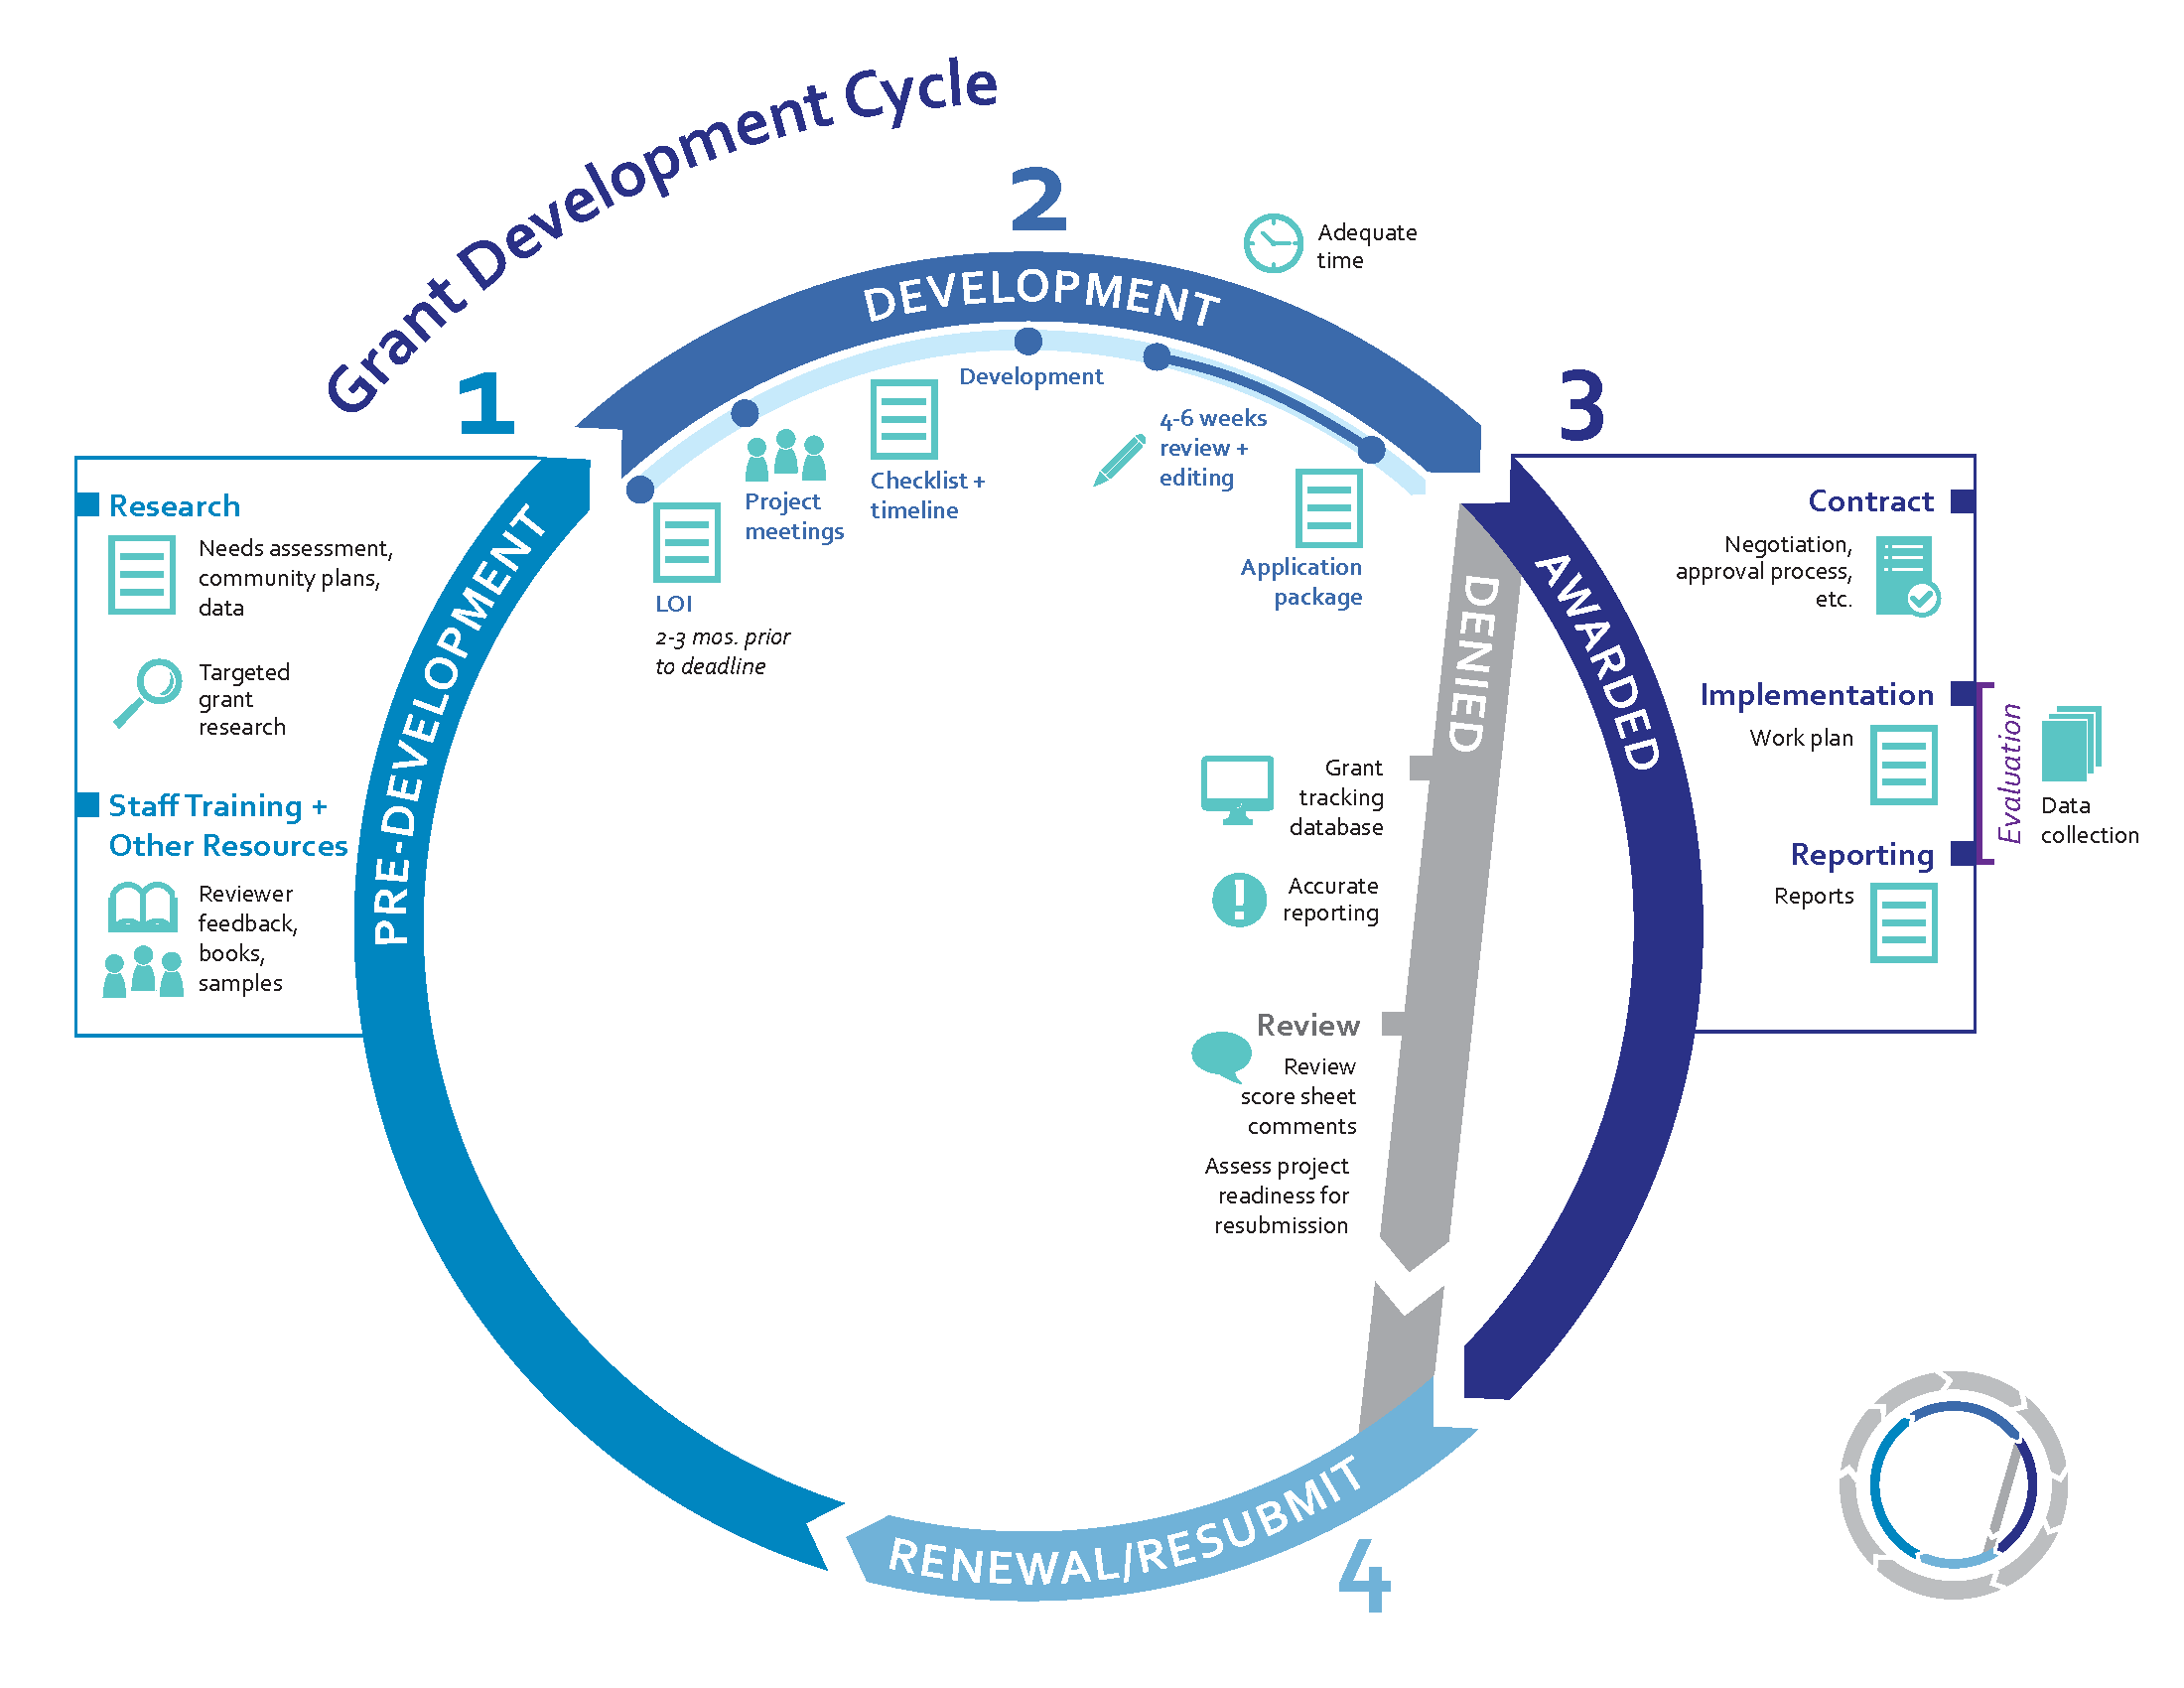 Grant Development Cycle
1
PRE-DEVELOPMENT
Research
Needs assessment,
community plans,
data
Targeted
grant
research
Staff Training +
Other Resources
Reviewer
feedback,
books,
samples
2
DEVELOPMENT
Adequate
time
LOI
2-3 mos. prior
to deadline
Project
meetings
Checklist +
timeline
Development
4-6 weeks
review +
editing
Application
package
3
AWARDED
Contract
Negotiation,
approval process,
etc.
Implementation
Work plan
Reporting
Reports
Evaluation
Data
collection
DENIED
Grant
tracking
database
Accurate
reporting
Review
Review
score sheet
comments
Assess project
readiness for
resubmission
4
RENEWAL/RESUBMIT